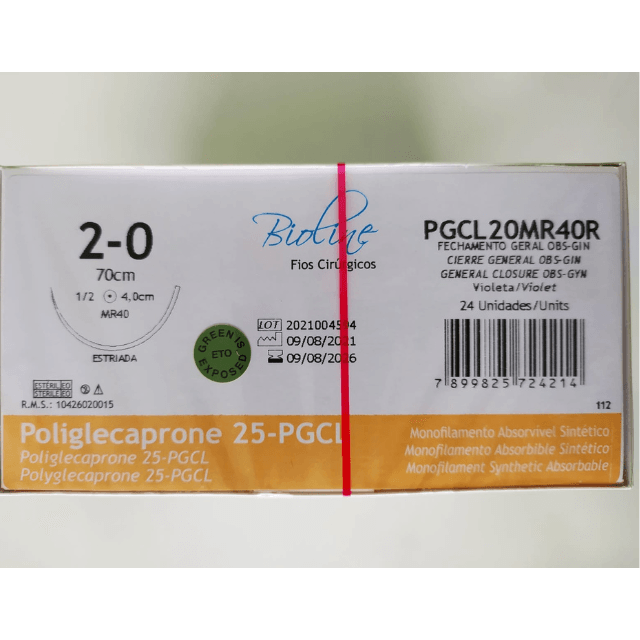 2-0
70cm
1/2 4,0cm
MR40
ESTRIADA
Bioline
Fios Cirúrgicos
PGCL20MR40R
FECHAMENTO GERAL OBS-GIN
CIERRE GENERAL OBS-GIN
GENERAL CLOSURE OBS-GYN
Violeta/Violet
24 Unidades/Units
GREEN IS
ETO
EXPOSED
LOT 2021004594
09/08/2021
09/08/2026
7 899825 724214
ESTÉRIL EO
STERILE EO
R.M.S.: 10426020015
112
Poliglecaprone 25-PGCL
Poliglecaprone 25-PGCL
Polyglecaprone 25-PGCL
Monofilamento Absorvível Sintético
Monofilamento Absorbible Sintético
Monofilament Synthetic Absorbable